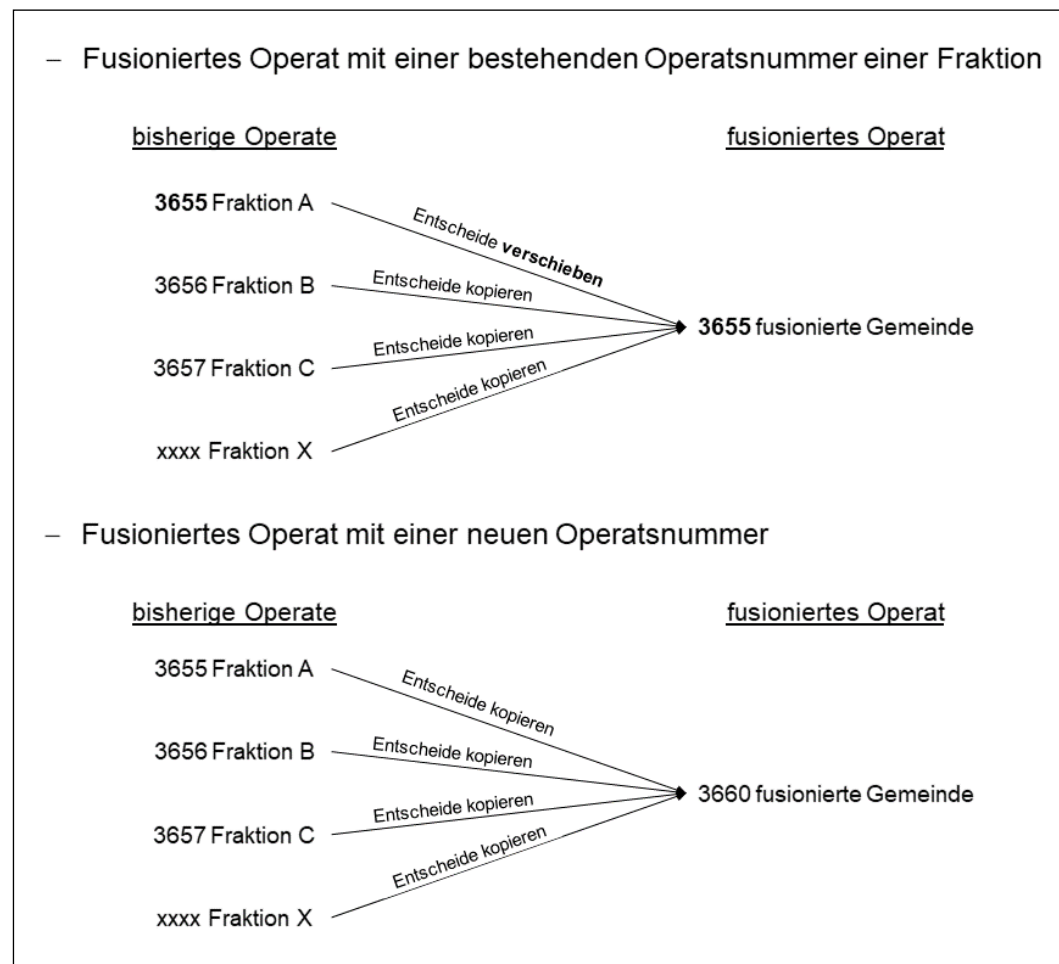 – Fusioniertes Operat mit einer bestehenden Operatsnummer einer Fraktion
bisherige Operate
fusioniertes Operat
3655 Fraktion A
Entscheide verschieben
3656 Fraktion B
Entscheide kopieren
3655 fusionierte Gemeinde
3657 Fraktion C
Entscheide kopieren
xxxx Fraktion X
Entscheide kopieren
– Fusioniertes Operat mit einer neuen Operatsnummer
bisherige Operate
fusioniertes Operat
3655 Fraktion A
Entscheide kopieren
3656 Fraktion B
Entscheide kopieren
3660 fusionierte Gemeinde
3657 Fraktion C
Entscheide kopieren
xxxx Fraktion X
Entscheide kopieren